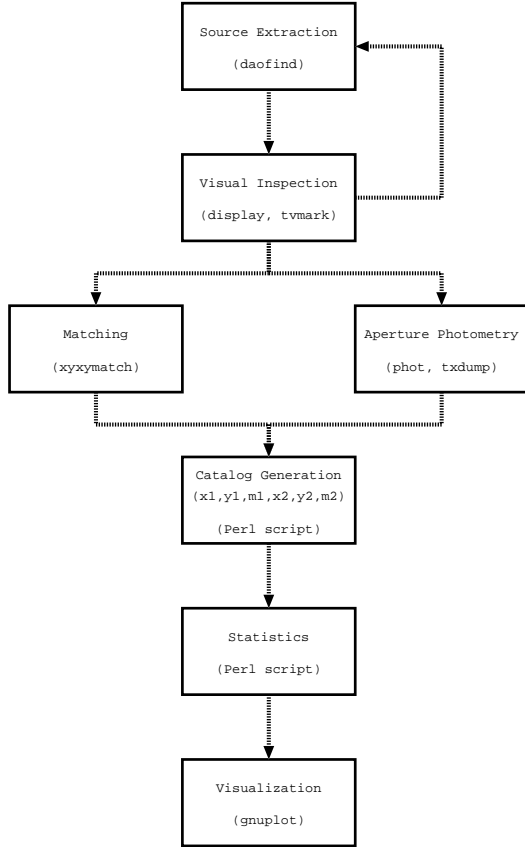 Source Extraction
(daofind)
Visual Inspection
(display, tvmark)
Matching
(xyxymatch)
Aperture Photometry
(phot, txdump)
Catalog Generation
(x1,y1,m1,x2,y2,m2)
(Perl script)
Statistics
(Perl script)
Visualization
(gnuplot)